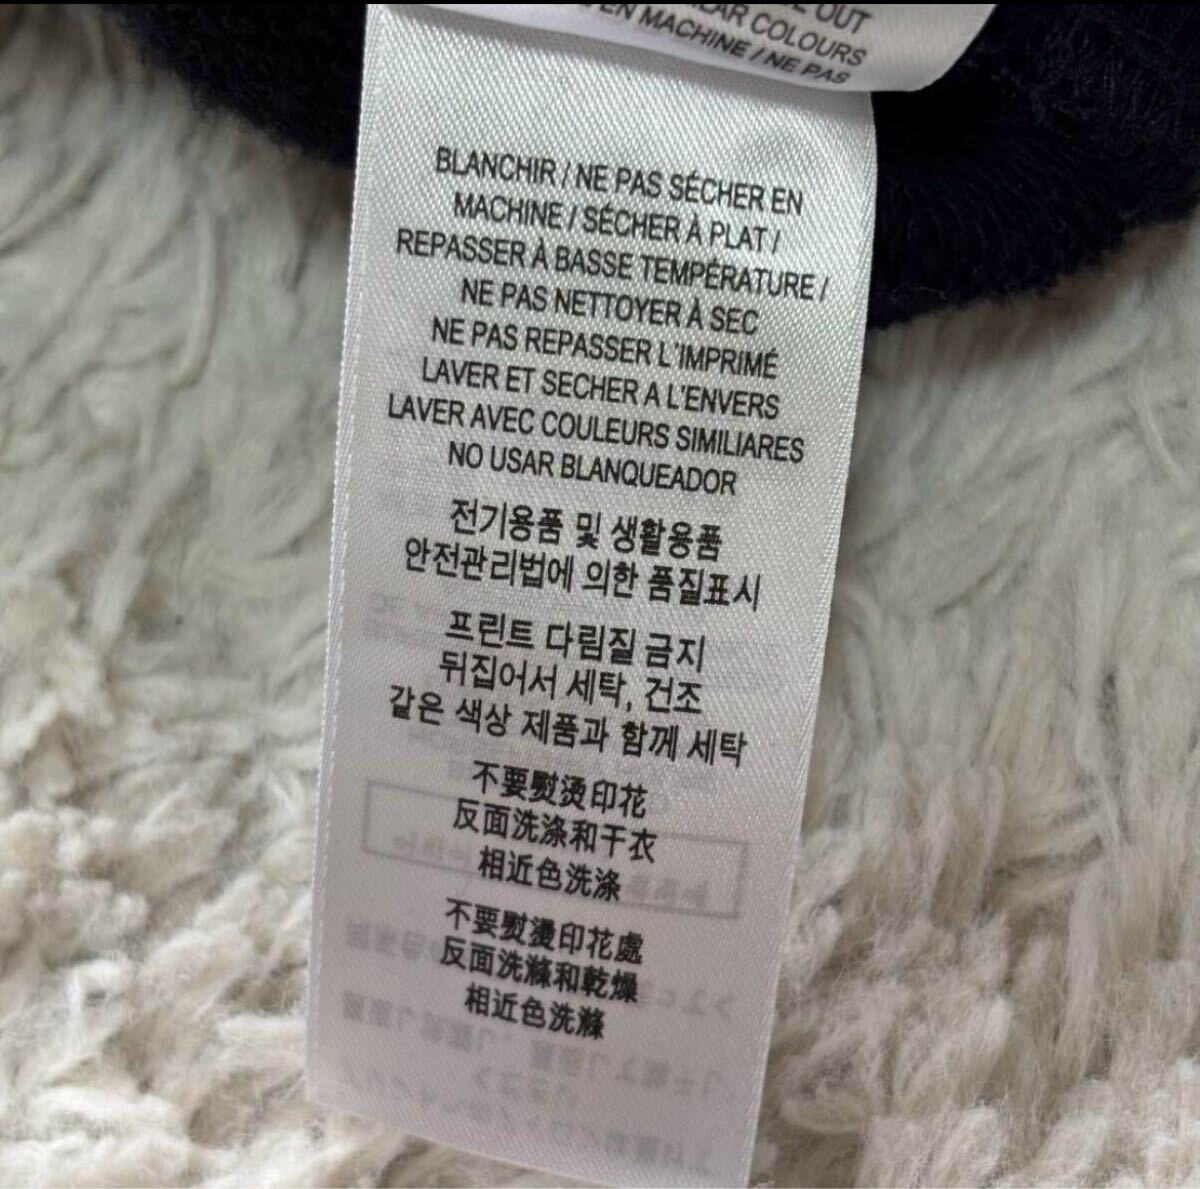 OUT
COLOURS
EN MACHINE / NE PAS
BLANCHIR / NE PAS SÉCHER EN
MACHINE / SÉCHER À PLAT /
REPASSER À BASSE TEMPÉRATURE /
NE PAS NETTOYER À SEC
NE PAS REPASSER L'IMPRIMÉ
LAVER ET SECHER A L'ENVERS
LAVER AVEC COULEURS SIMILIARES
NO USAR BLANQUEADOR
전기용품 및 생활용품
안전관리법에 의한 품질표시
프린트 다림질 금지
뒤집어서 세탁, 건조
같은 색상 제품과 함께 세탁
不要熨烫印花
反面洗涤和干衣
相近色洗涤
不要熨燙印花處
反面洗滌和乾燥
相近色洗滌